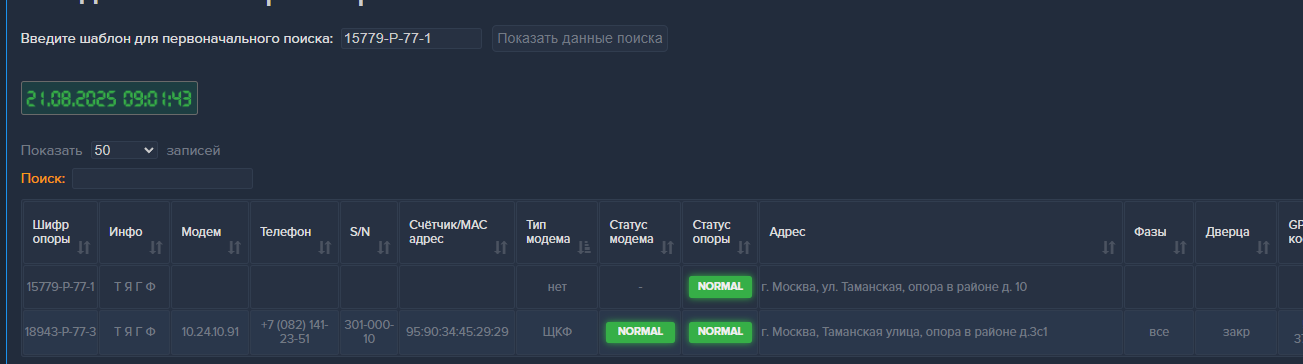 Введите шаблон для первоначального поиска: 15779-Р-77-1 Показать данные поиска
21.08.2025 09:01:43
Показать 50 записей
Поиск:
Шифр опоры Инфо Модем Телефон S/N Счётчик/MAC адрес Тип модема Статус модема Статус опоры Адрес Фазы Дверца
15779-Р-77-1 Т Я Г Ф нет - NORMAL г. Москва, ул. Таманская, опора в районе д. 10
18943-Р-77-3 Т Я Г Ф 10.24.10.91 +7 (082) 141-23-51 301-000-10 95:90:34:45:29:29 ЩКФ NORMAL NORMAL г. Москва, Таманская улица, опора в районе д.3с1 все закр